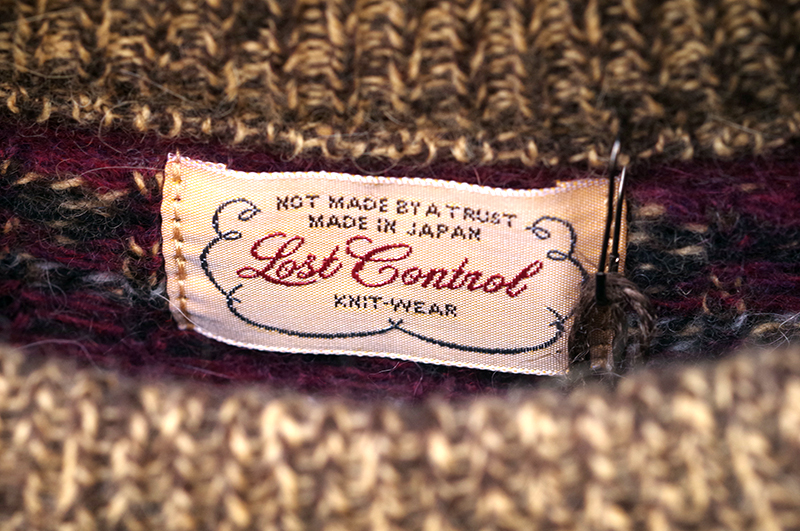 NOT MADE BY A TRUST
MADE IN JAPAN
Lost Control
KNIT-WEAR